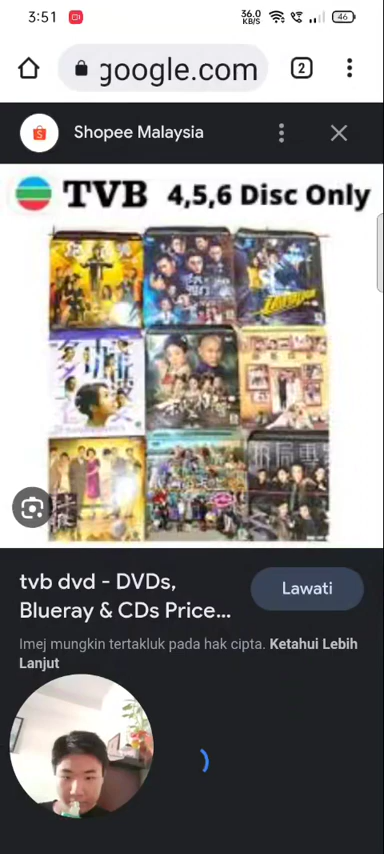 3:51
36.0
KB/S
46
google.com
2
Shopee Malaysia
TVB 4,5,6 Disc Only
tvb dvd - DVDs,
Blueray & CDs Price...
Lawati
Imej mungkin tertakluk pada hak cipta. Ketahui Lebih
Lanjut